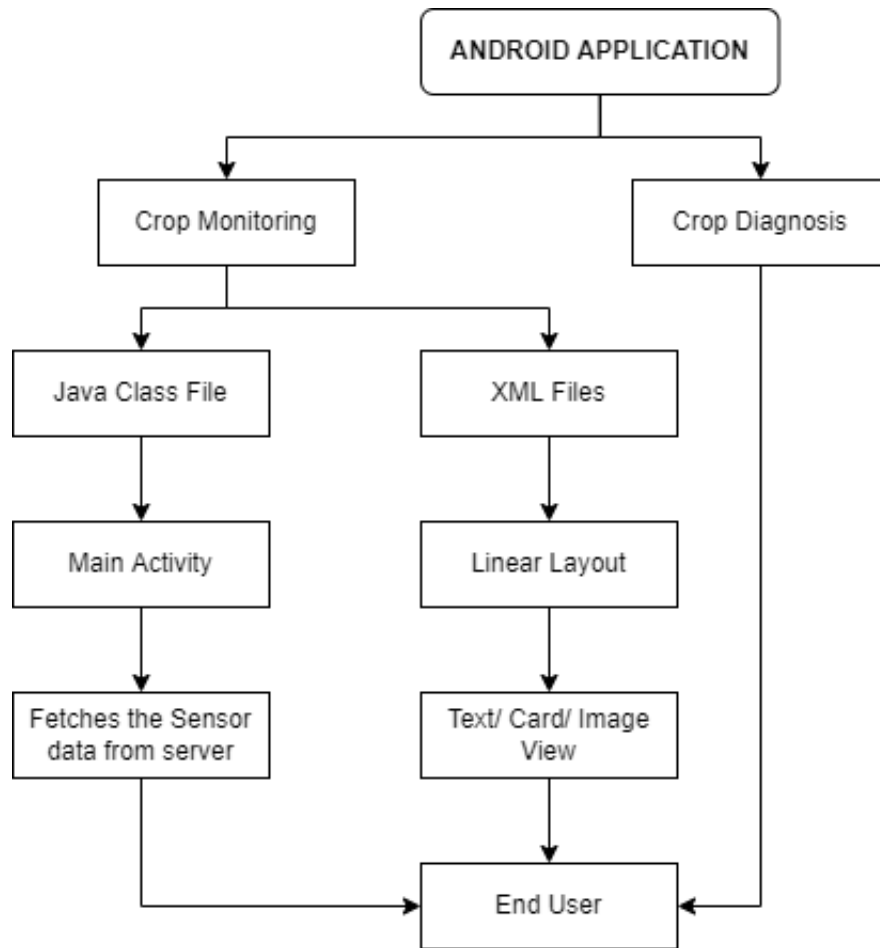 ANDROID APPLICATION
Crop Monitoring
Crop Diagnosis
Java Class File
XML Files
Main Activity
Linear Layout
Fetches the Sensor
data from server
Text/ Card/ Image
View
End User